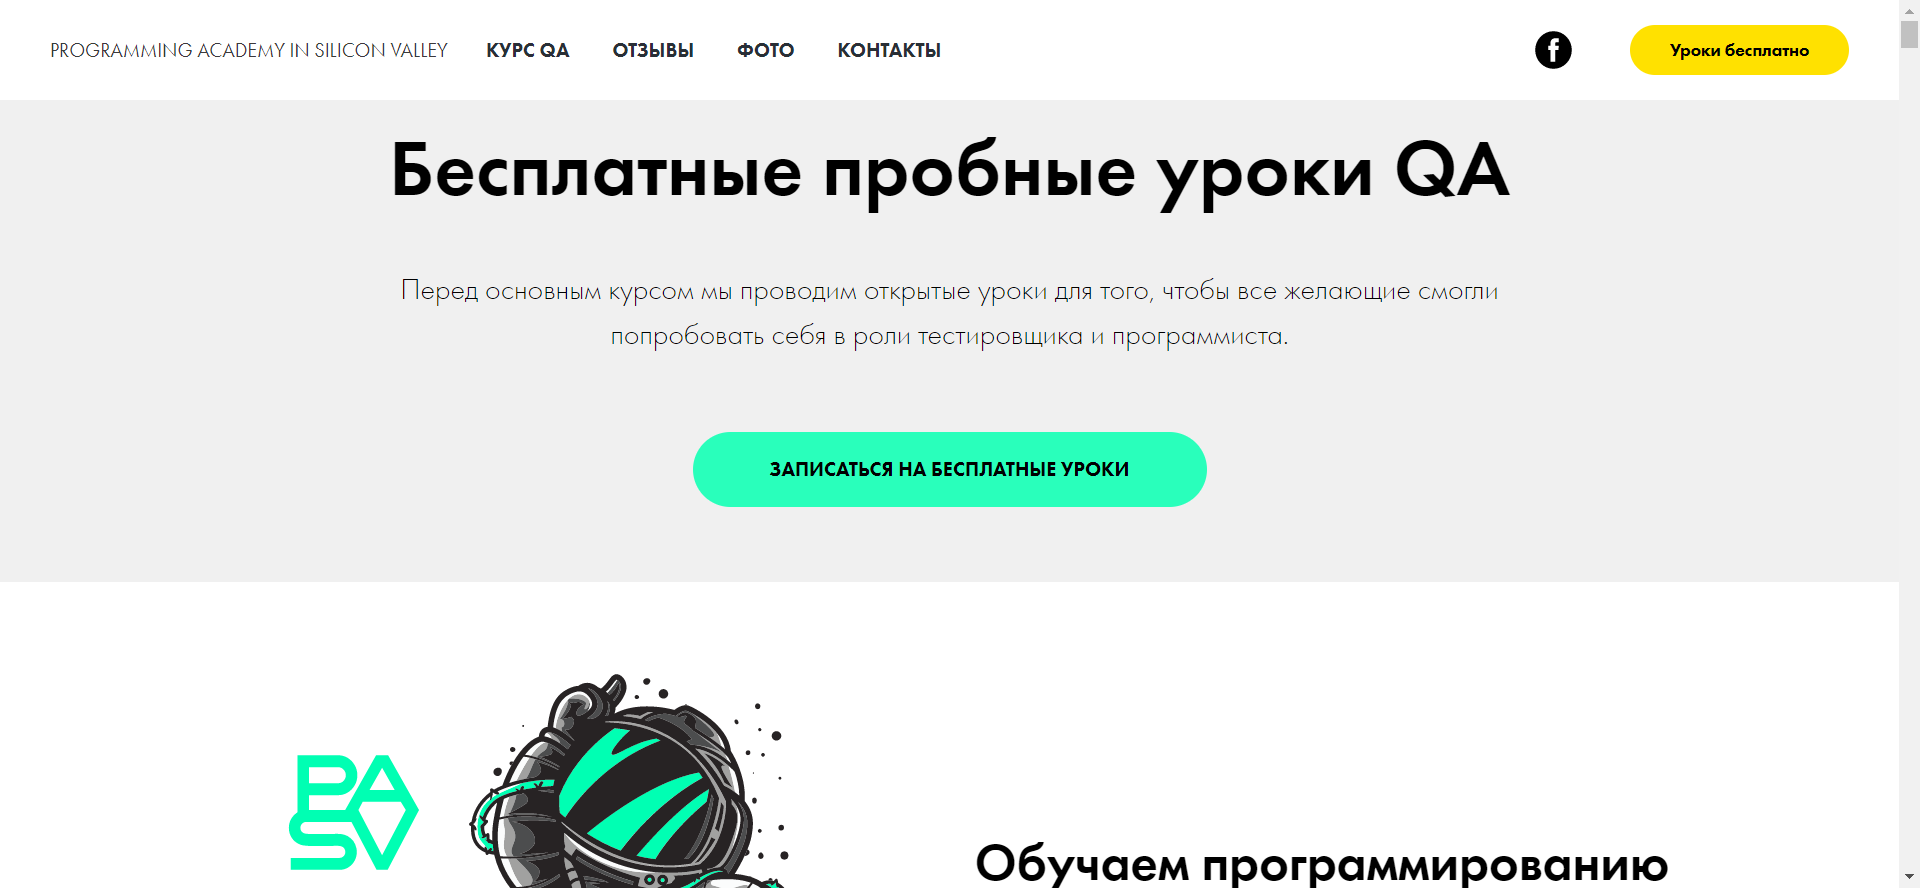 PROGRAMMING ACADEMY IN SILICON VALLEY КУРС QA ОТЗЫВЫ ФОТО КОНТАКТЫ Уроки бесплатно
Бесплатные пробные уроки QA
Перед основным курсом мы проводим открытые уроки для того, чтобы все желающие смогли
попробовать себя в роли тестировщика и программиста.
ЗАПИСАТЬСЯ НА БЕСПЛАТНЫЕ УРОКИ
PA
SV
Обучаем программированию